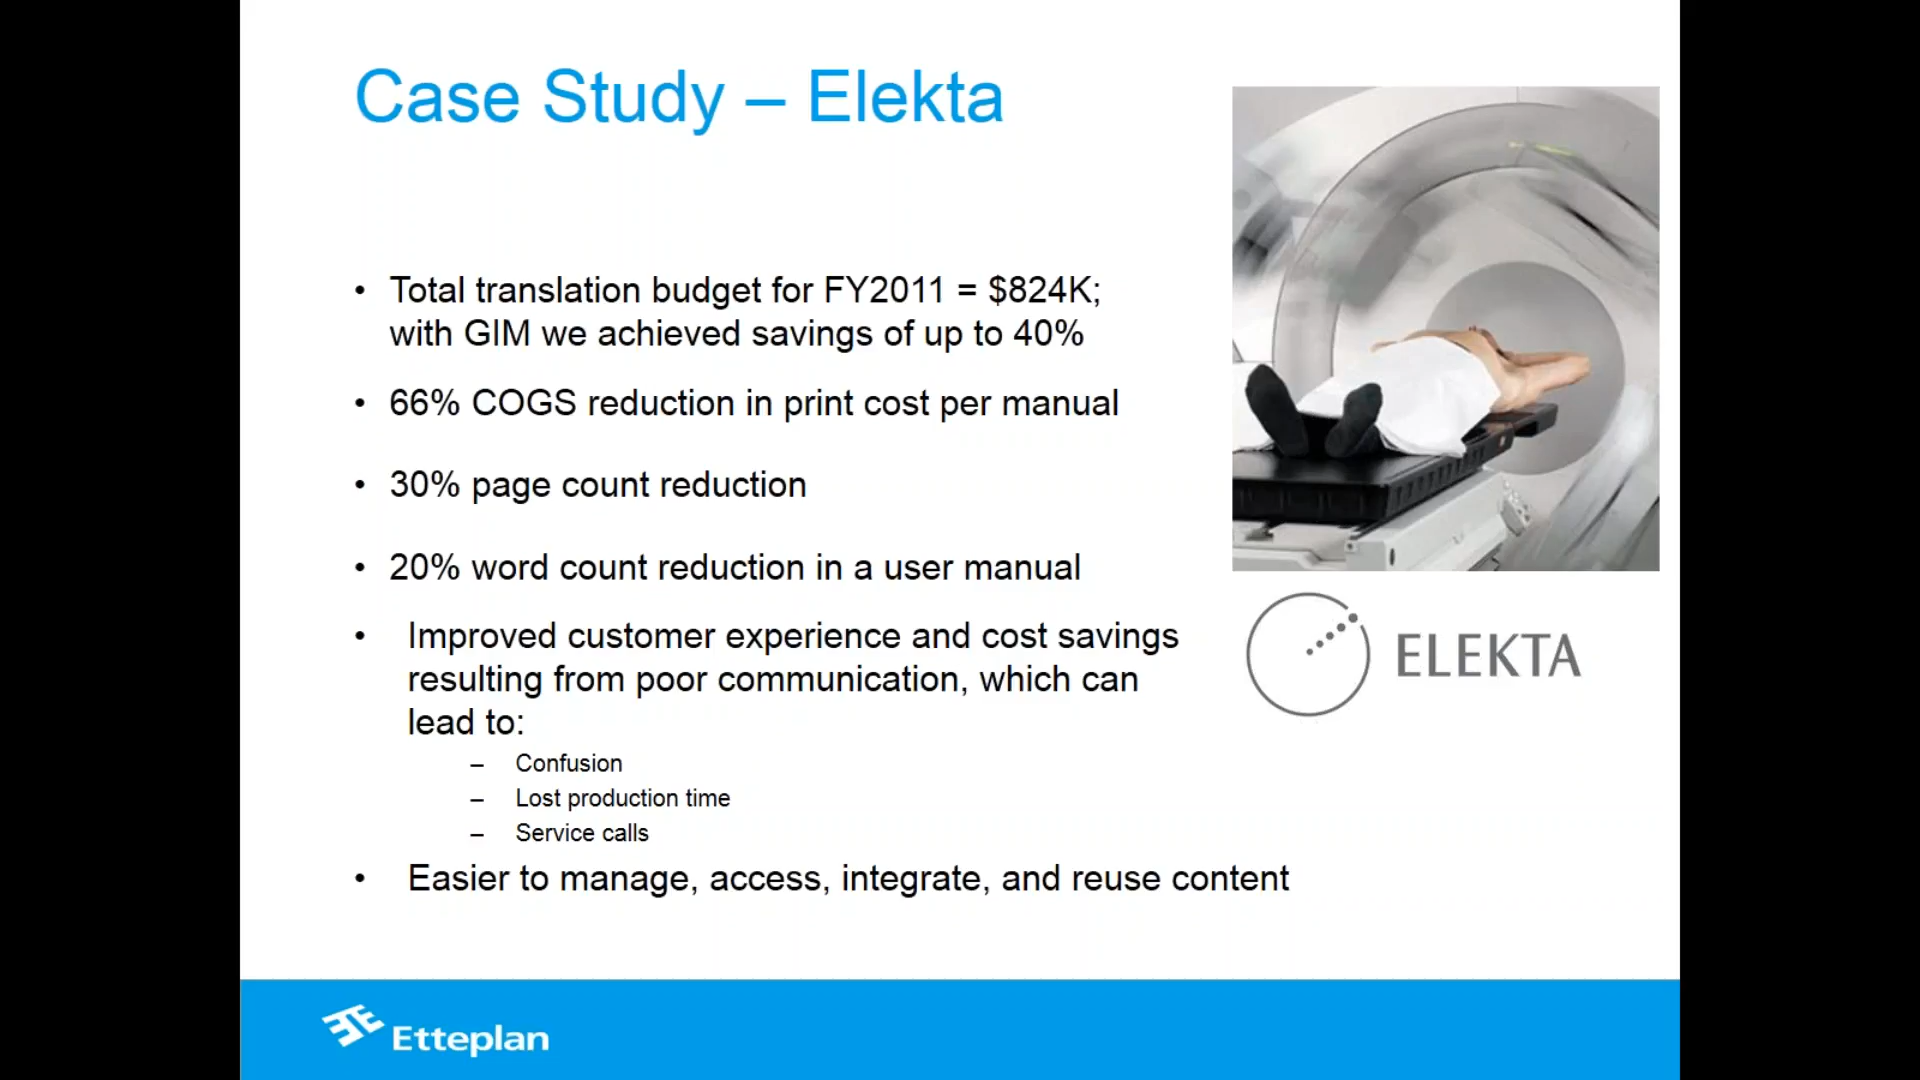 Case Study – Elekta
• Total translation budget for FY2011 = $824K;
with GIM we achieved savings of up to 40%
• 66% COGS reduction in print cost per manual
• 30% page count reduction
• 20% word count reduction in a user manual
• Improved customer experience and cost savings
resulting from poor communication, which can
lead to:
– Confusion
– Lost production time
– Service calls
• Easier to manage, access, integrate, and reuse content
ELEKTA
Etteplan